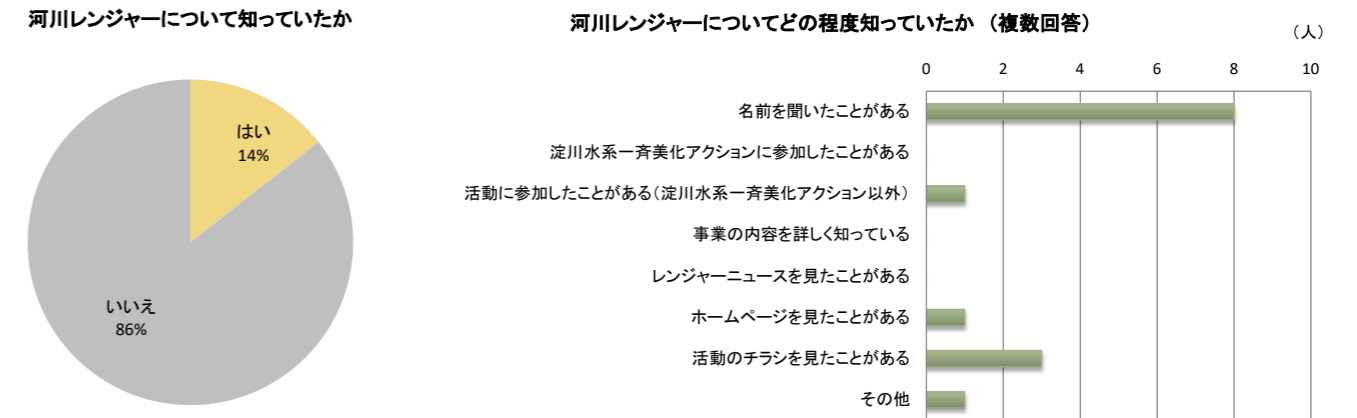 河川レンジャーについて知っていたか
はい
14%
いいえ
86%
河川レンジャーについてどの程度知っていたか （複数回答）
（人）
0 2 4 6 8 10
名前を聞いたことがある
淀川水系一斉美化アクションに参加したことがある
活動に参加したことがある（淀川水系一斉美化アクション以外）
事業の内容を詳しく知っている
レンジャーニュースを見たことがある
ホームページを見たことがある
活動のチラシを見たことがある
その他